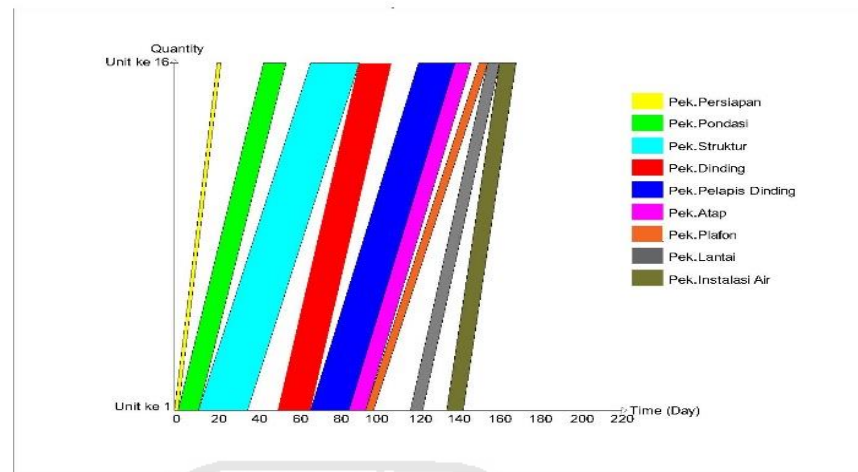 Quantity
Unit ke 16
Pek.Persiapan
Pek.Pondasi
Pek.Struktur
Pek.Dinding
Pek.Pelapis Dinding
Pek.Atap
Pek.Plafon
Pek.Lantai
Pek.Instalasi Air
Unit ke 1
0 20 40 60 80 100 120 140 160 180 200 220
Time (Day)